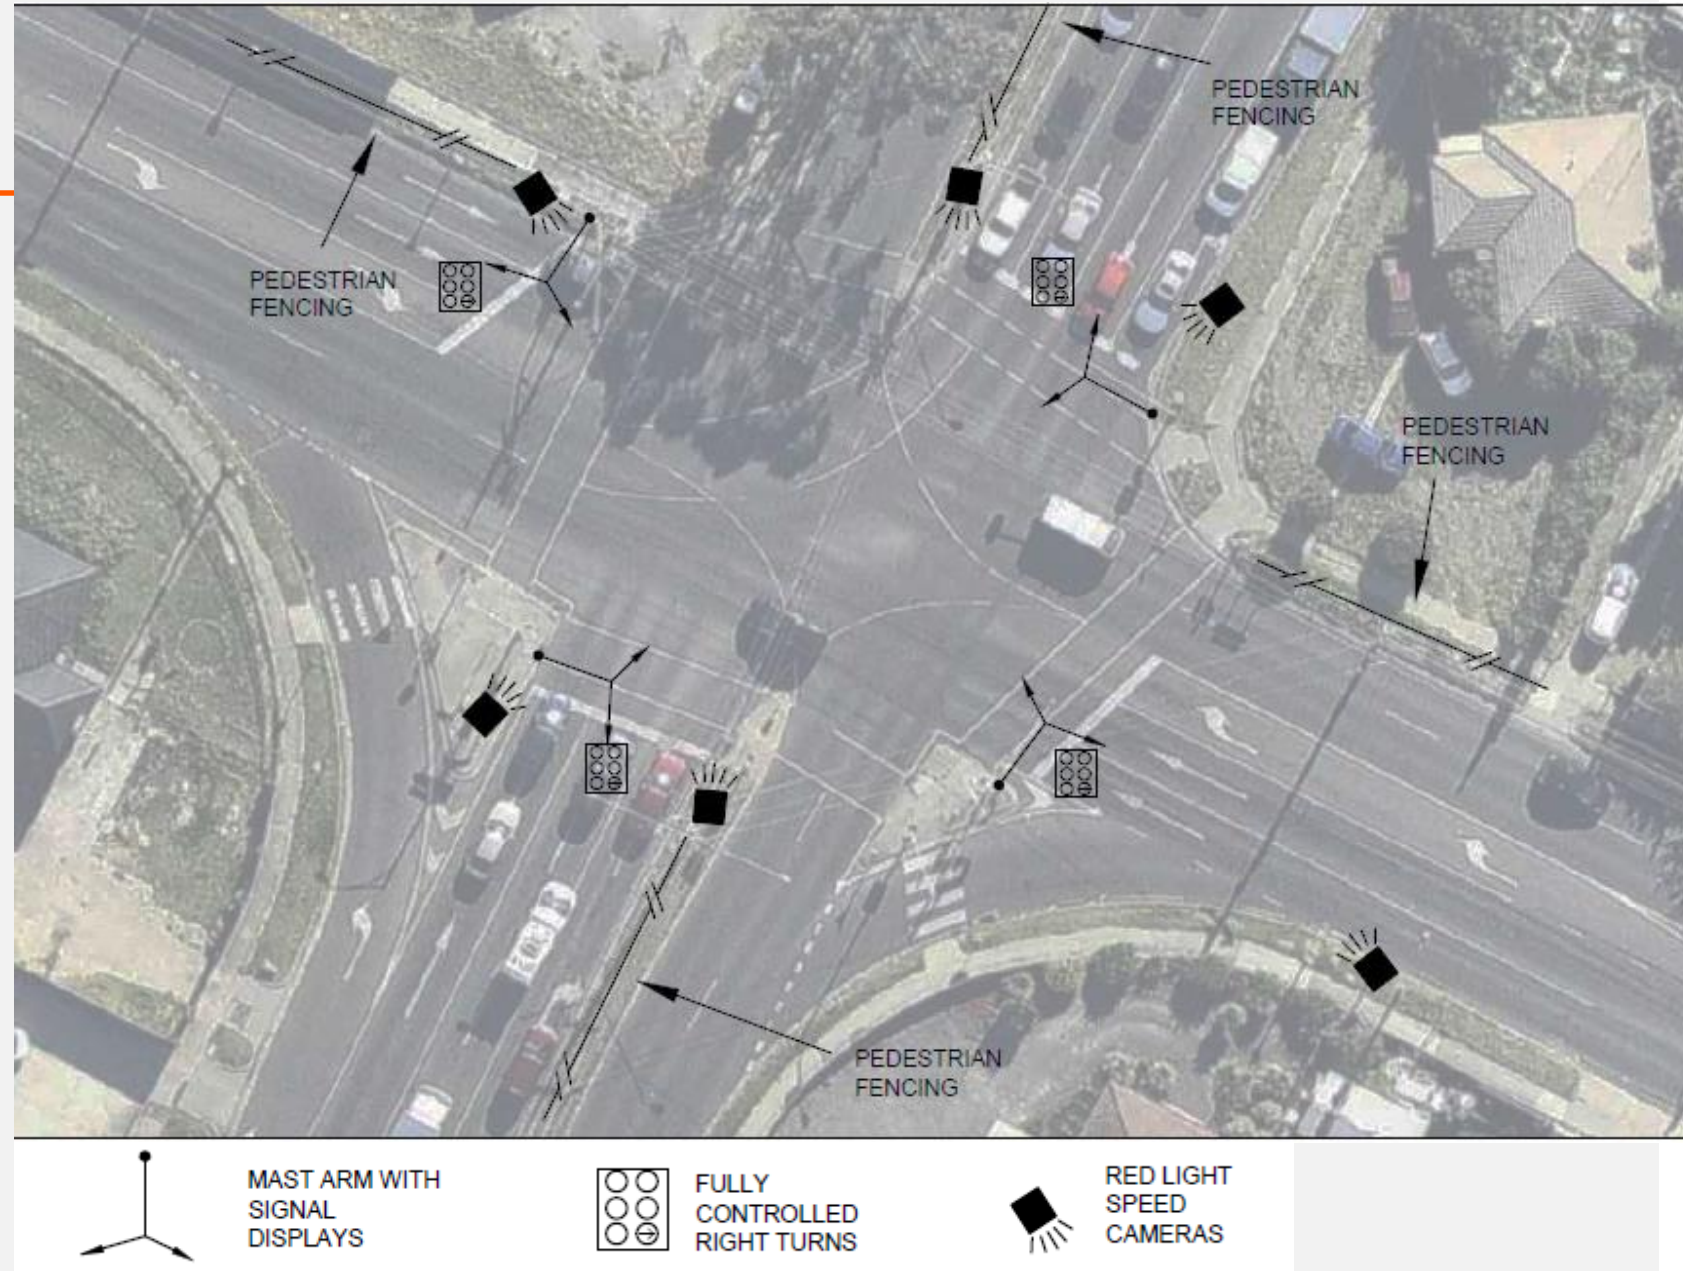 PEDESTRIAN
FENCING
PEDESTRIAN
FENCING
PEDESTRIAN
FENCING
PEDESTRIAN
FENCING
MAST ARM WITH
SIGNAL
DISPLAYS
FULLY
CONTROLLED
RIGHT TURNS
RED LIGHT
SPEED
CAMERAS